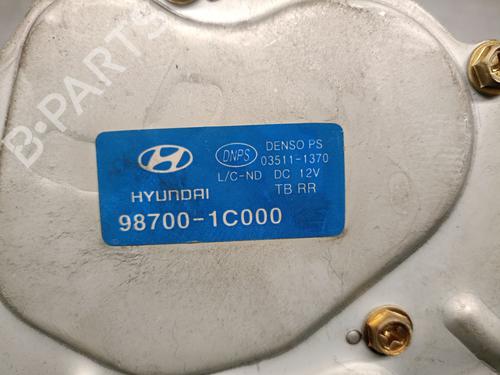 B-PARTS
HYUNDAI
98700-1C000
DNPS
DENSO PS
03511-1370
L/C-ND DC 12V
TB RR